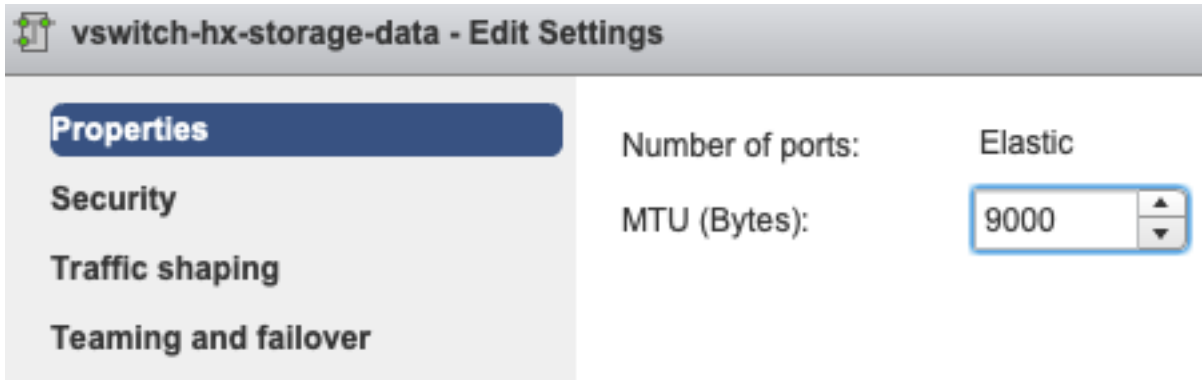 vswitch-hx-storage-data - Edit Settings
Properties
Security
Traffic shaping
Teaming and failover
Number of ports: Elastic
MTU (Bytes): 9000